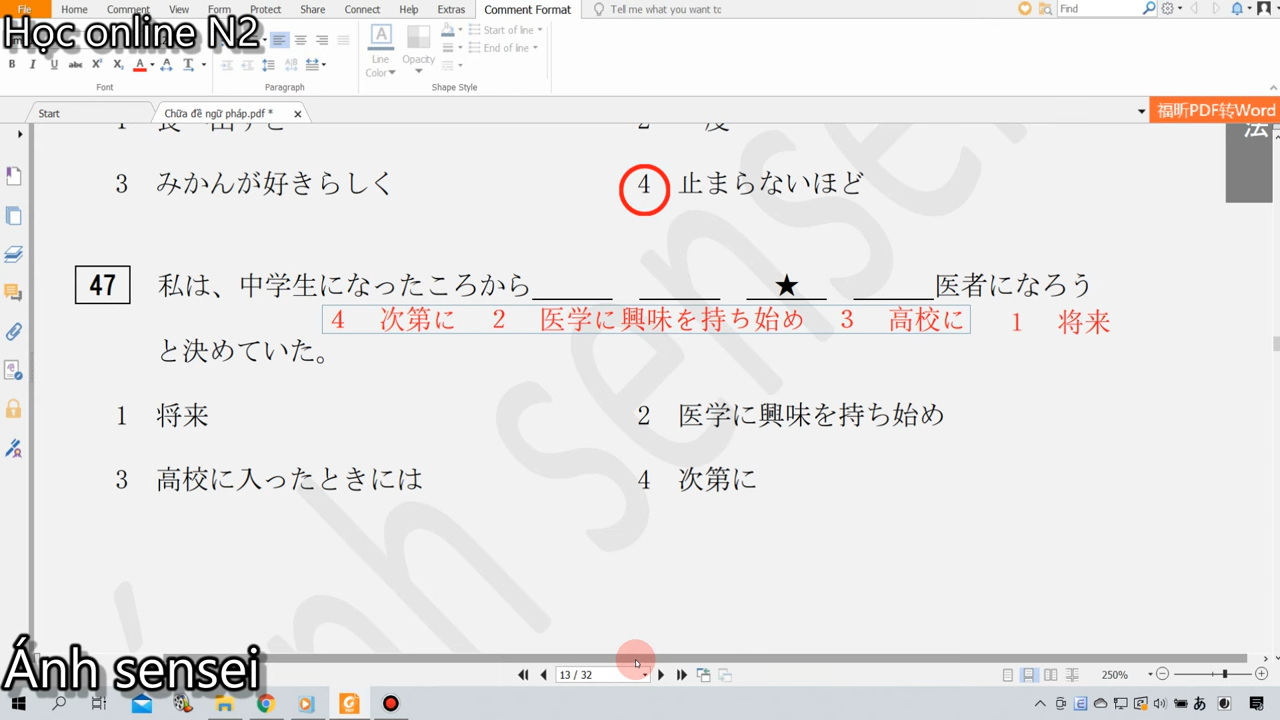 File Home Comment View Form Protect Share Connect Help Extras Comment Format Tell me what you want tc Find
Học online N2
Line Color Opacity Start of line End of line
Font Paragraph Shape Style
Start Chữa đề ngữ pháp.pdf *
福昕PDF转Word
法
3 みかんが好きらしく 4 止まらないほど
47 私は、中学生になったころから ★ 医者になろう
4 次第に 2 医学に興味を持ち始め 3 高校に 1 将来
と決めていた。
1 将来 2 医学に興味を持ち始め
3 高校に入ったときには 4 次第に
Ánh sensei
13 / 32 250%